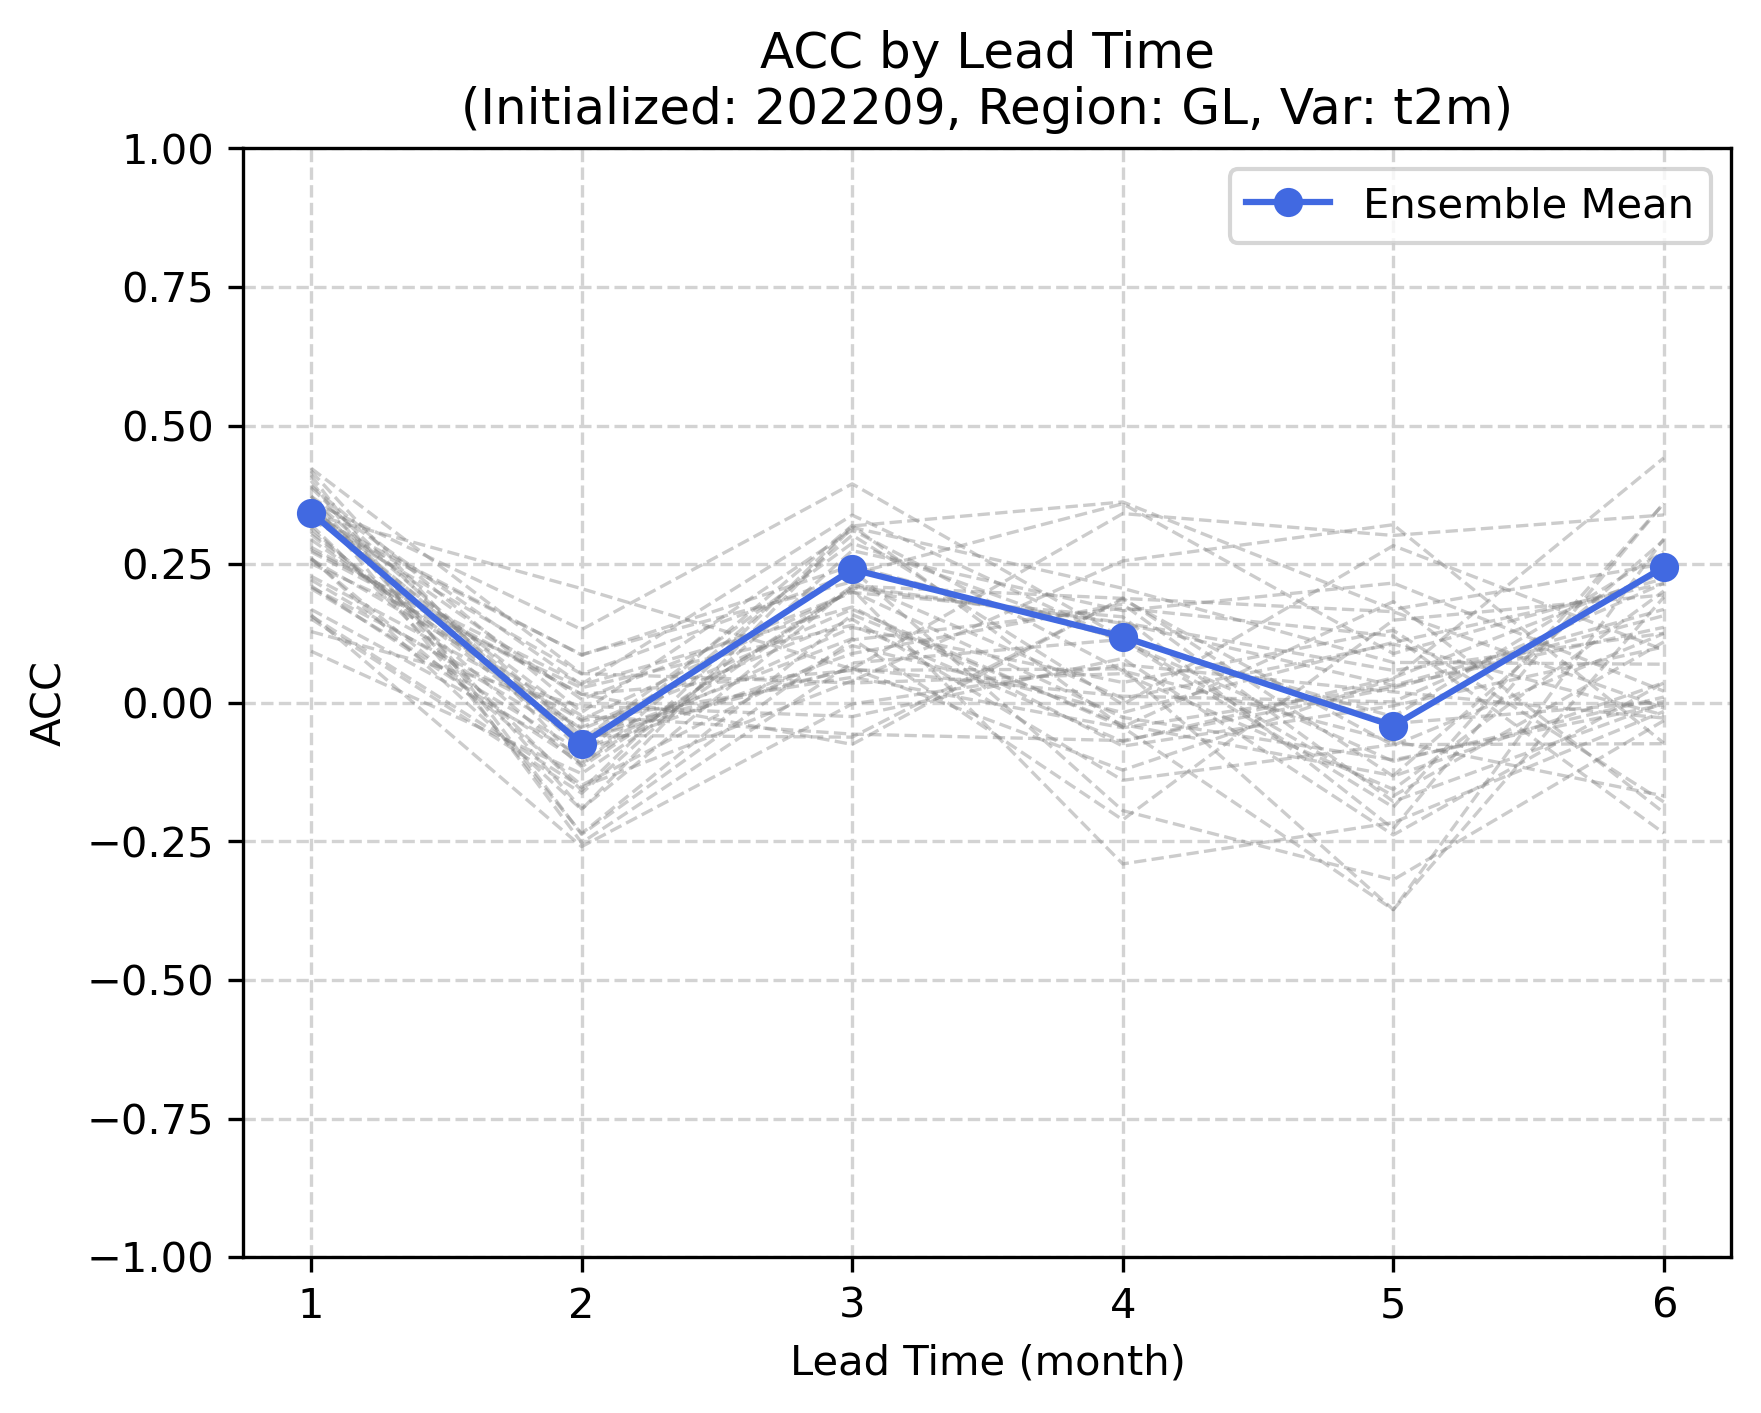 ACC by Lead Time
(Initialized: 202209, Region: GL, Var: t2m)
Ensemble Mean
ACC
1.00
0.75
0.50
0.25
0.00
−0.25
−0.50
−0.75
−1.00
1 2 3 4 5 6
Lead Time (month)